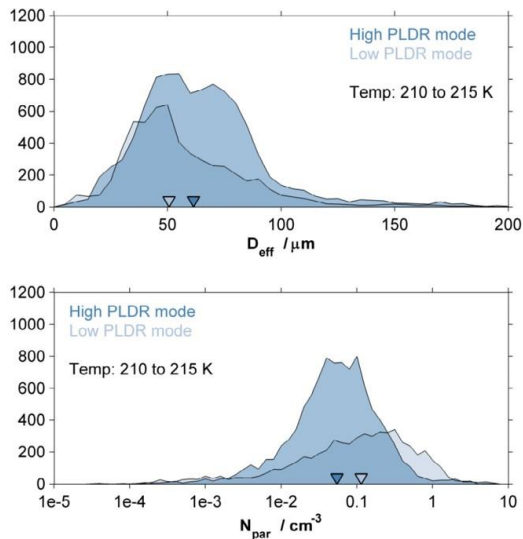 1200
1000
800
600
400
200
0
High PLDR mode
Low PLDR mode
Temp: 210 to 215 K
0 50 100 150 200
D_eff / μm
1200
1000
800
600
400
200
0
High PLDR mode
Low PLDR mode
Temp: 210 to 215 K
1e-5 1e-4 1e-3 1e-2 0.1 1 10
N_par / cm^-3